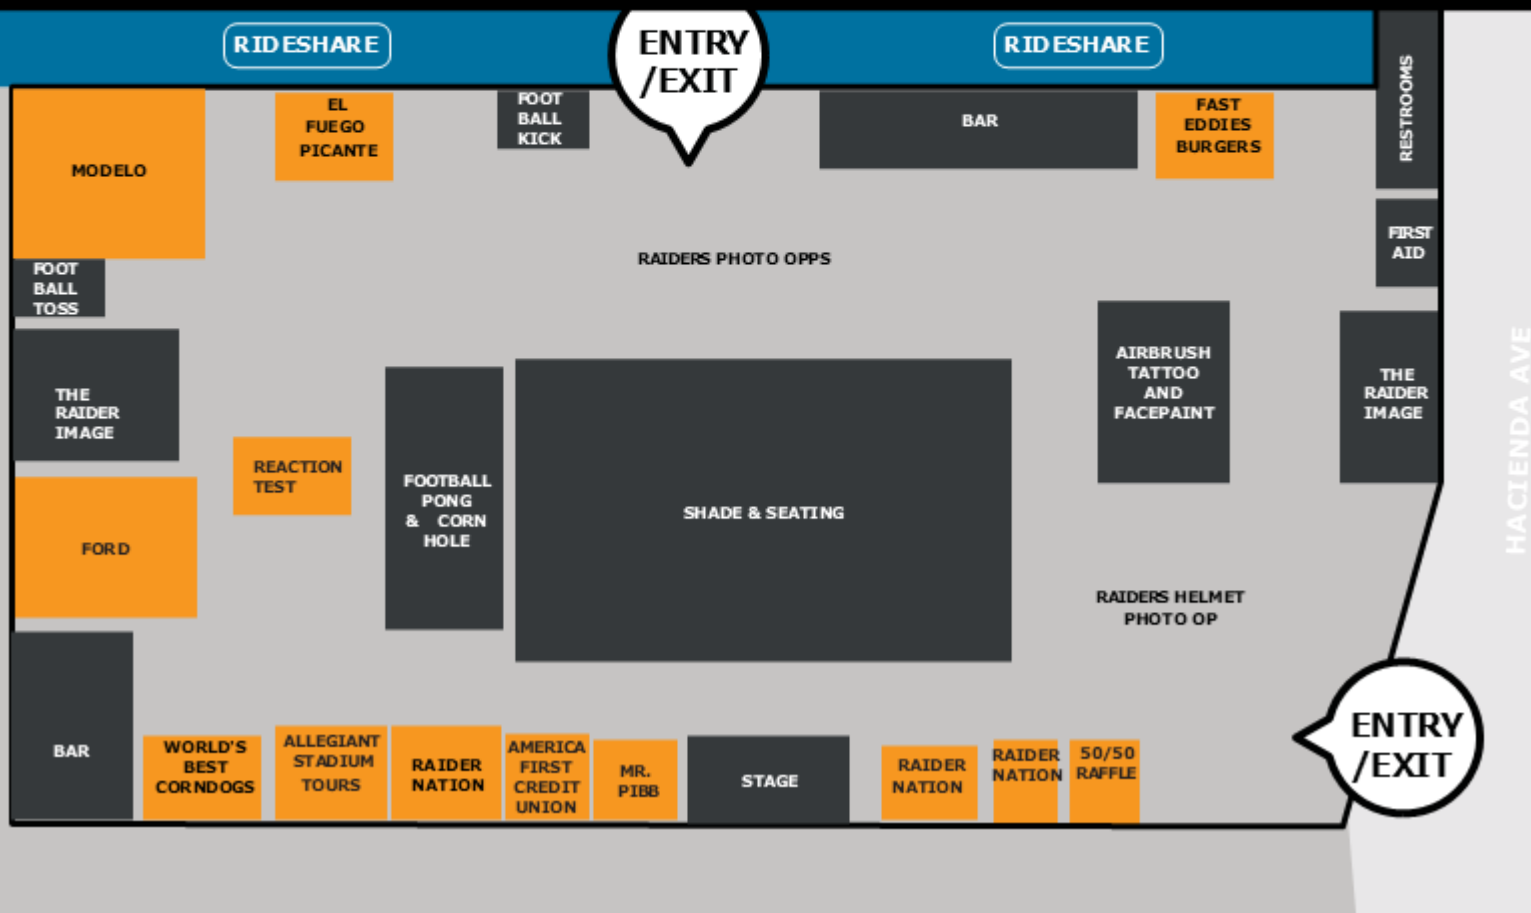 RIDESHARE
ENTRY
/EXIT
RIDESHARE
RESTROOMS
MODELO
EL
FUEGO
PICANTE
FOOT
BALL
KICK
BAR
FAST
EDDIES
BURGERS
FIRST
AID
RAIDERS PHOTO OPPS
FOOT
BALL
TOSS
THE
RAIDER
IMAGE
AIRBRUSH
TATTOO
AND
FACEPAINT
THE
RAIDER
IMAGE
HACIENDA AVE
REACTION
TEST
FOOTBALL
PONG
& CORN
HOLE
SHADE & SEATING
FORD
RAIDERS HELMET
PHOTO OP
BAR
WORLD'S
BEST
CORNDOGS
ALLEGIANT
STADIUM
TOURS
RAIDER
NATION
AMERICA
FIRST
CREDIT
UNION
MR.
PIBB
STAGE
RAIDER
NATION
RAIDER
NATION
50/50
RAFFLE
ENTRY
/EXIT